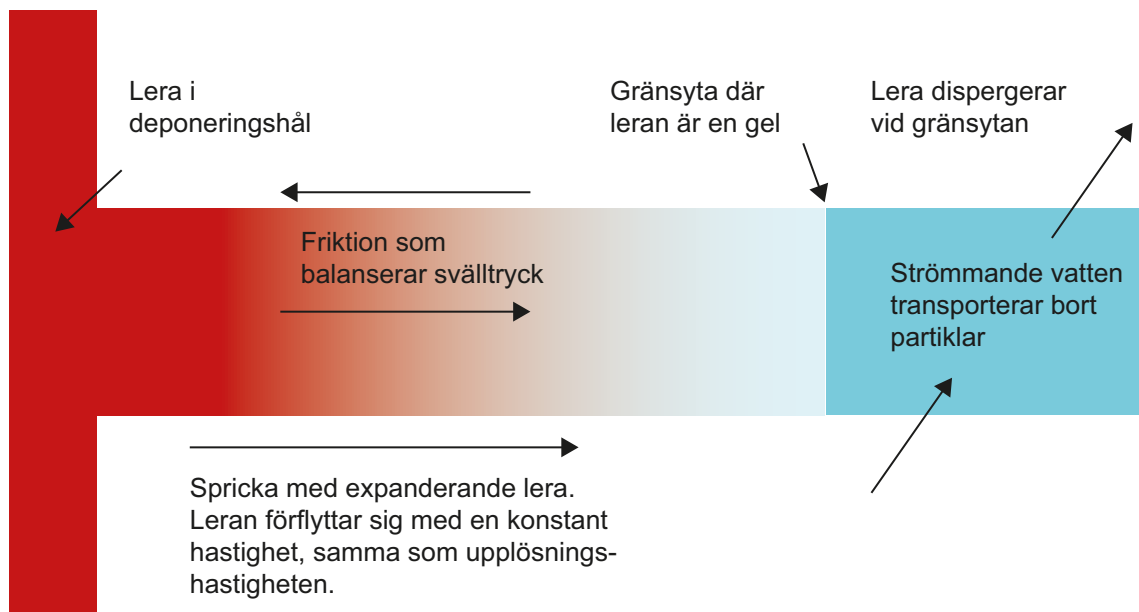 Lera i
deponeringshål
Gränsyta där
leran är en gel
Lera dispergerar
vid gränsytan
Friktion som
balanserar svälltryck
Strömmande vatten
transporterar bort
partiklar
Spricka med expanderande lera.
Leran förflyttar sig med en konstant
hastighet, samma som upplösnings-
hastigheten.